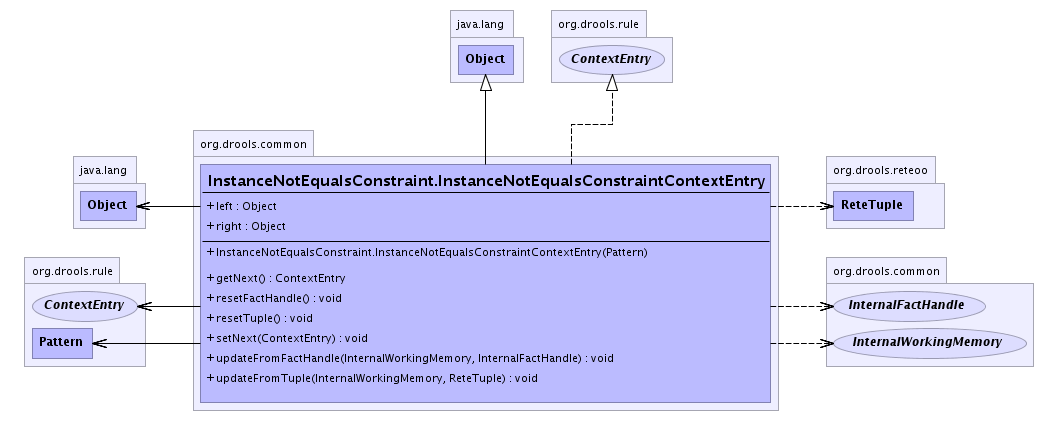 java.lang
Object
org.drools.rule
ContextEntry
org.drools.common
InstanceNotEqualsConstraint.InstanceNotEqualsConstraintContextEntry
+left : Object
+right : Object
+InstanceNotEqualsConstraint.InstanceNotEqualsConstraintContextEntry(Pattern)
+getNext() : ContextEntry
+resetFactHandle() : void
+resetTuple() : void
+setNext(ContextEntry) : void
+updateFromFactHandle(InternalWorkingMemory, InternalFactHandle) : void
+updateFromTuple(InternalWorkingMemory, ReteTuple) : void
java.lang
Object
org.drools.rule
ContextEntry
Pattern
org.drools.reteoo
ReteTuple
org.drools.common
InternalFactHandle
InternalWorkingMemory